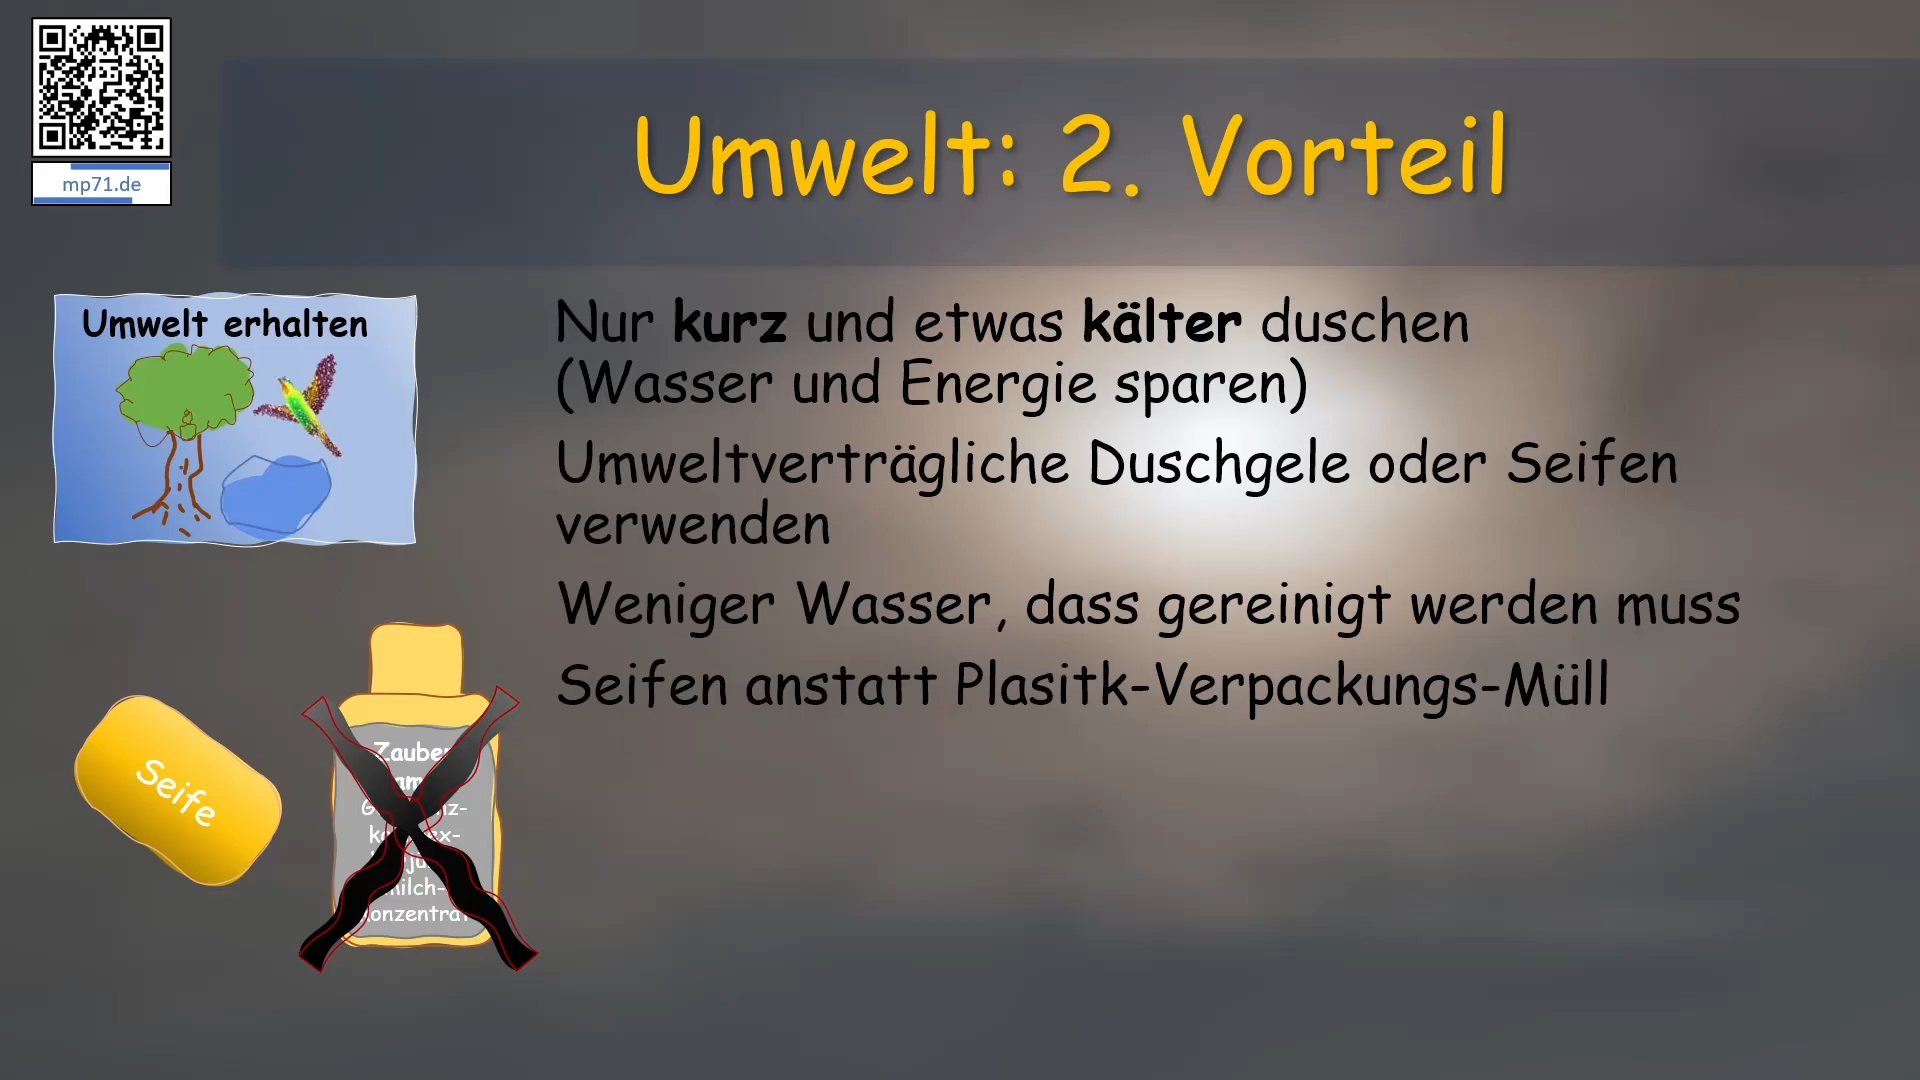 mp71.de
Umwelt: 2. Vorteil
Umwelt erhalten
Nur kurz und etwas kälter duschen
(Wasser und Energie sparen)
Umweltverträgliche Duschgele oder Seifen
verwenden
Weniger Wasser, dass gereinigt werden muss
Seifen anstatt Plasitk-Verpackungs-Müll
Seife